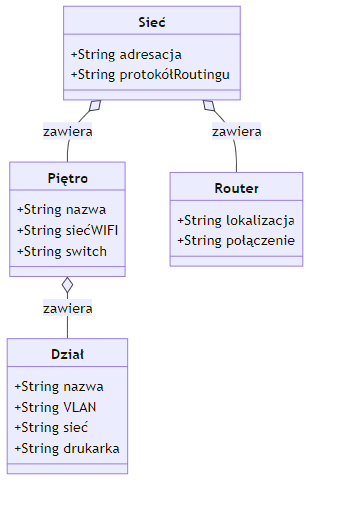 Sieć
+String adresacja
+String protokółRoutingu
zawiera
zawiera
Piętro
+String nazwa
+String siećWIFI
+String switch
Router
+String lokalizacja
+String połączenie
zawiera
Dział
+String nazwa
+String VLAN
+String sieć
+String drukarka